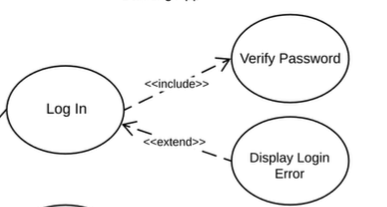 Verify Password
<<include>>
Log In
<<extend>>
Display Login
Error